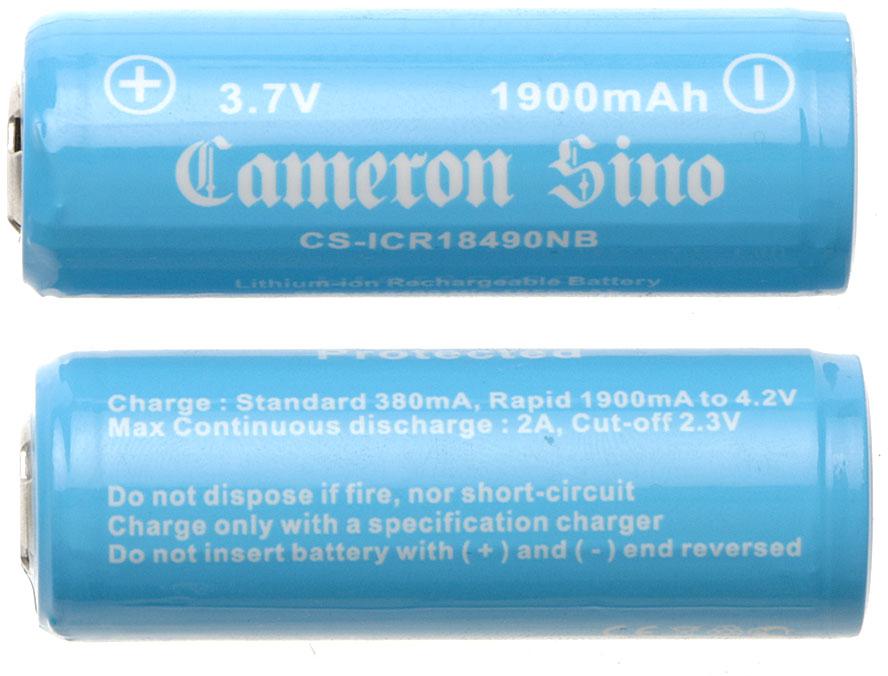 + 3.7V 1900mAh -
Cameron Sino
CS-ICR18490NB
Lithium-ion Rechargeable Battery
Protected
Charge : Standard 380mA, Rapid 1900mA to 4.2V
Max Continuous discharge : 2A, Cut-off 2.3V
Do not dispose if fire, nor short-circuit
Charge only with a specification charger
Do not insert battery with ( + ) and ( - ) end reversed